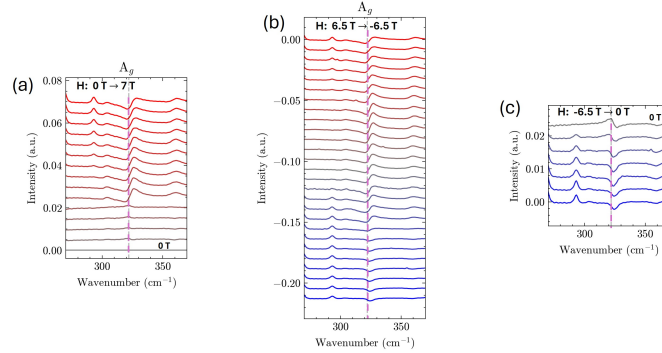 (a)
A_g
H: 0 T → 7 T
0.08
0.06
0.04
0.02
0.00
0 T
300
350
Intensity (a.u.)
Wavenumber (cm⁻¹)
(b)
A_g
H: 6.5 T → -6.5 T
0.00
−0.05
−0.10
−0.15
−0.20
300
350
Intensity (a.u.)
Wavenumber (cm⁻¹)
(c)
H: -6.5 T → 0 T
0 T
0.02
0.01
0.00
300
350
Intensity (a.u.)
Wavenumber (cm⁻¹)